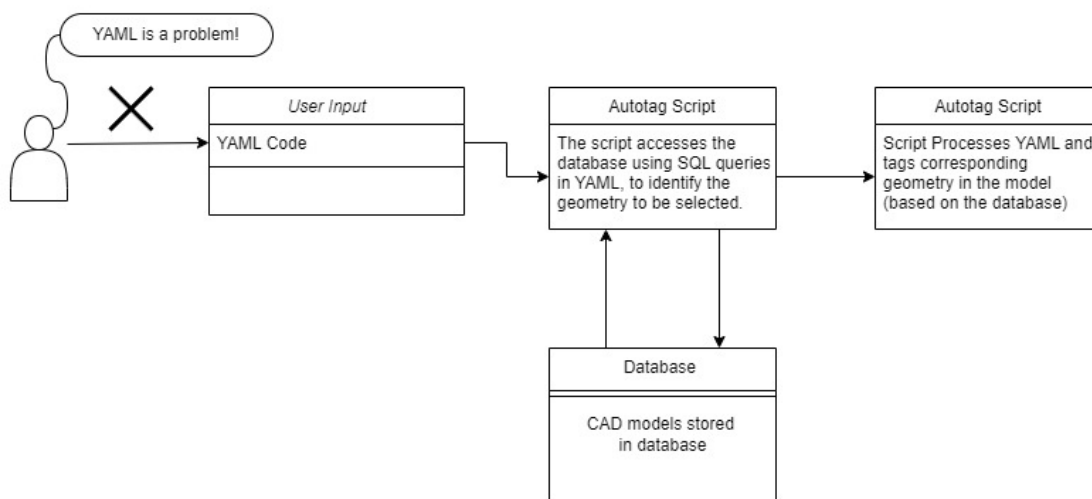 YAML is a problem!
User Input
YAML Code
Autotag Script
The script accesses the
database using SQL queries
in YAML, to identify the
geometry to be selected.
Autotag Script
Script Processes YAML and
tags corresponding
geometry in the model
(based on the database)
Database
CAD models stored
in database